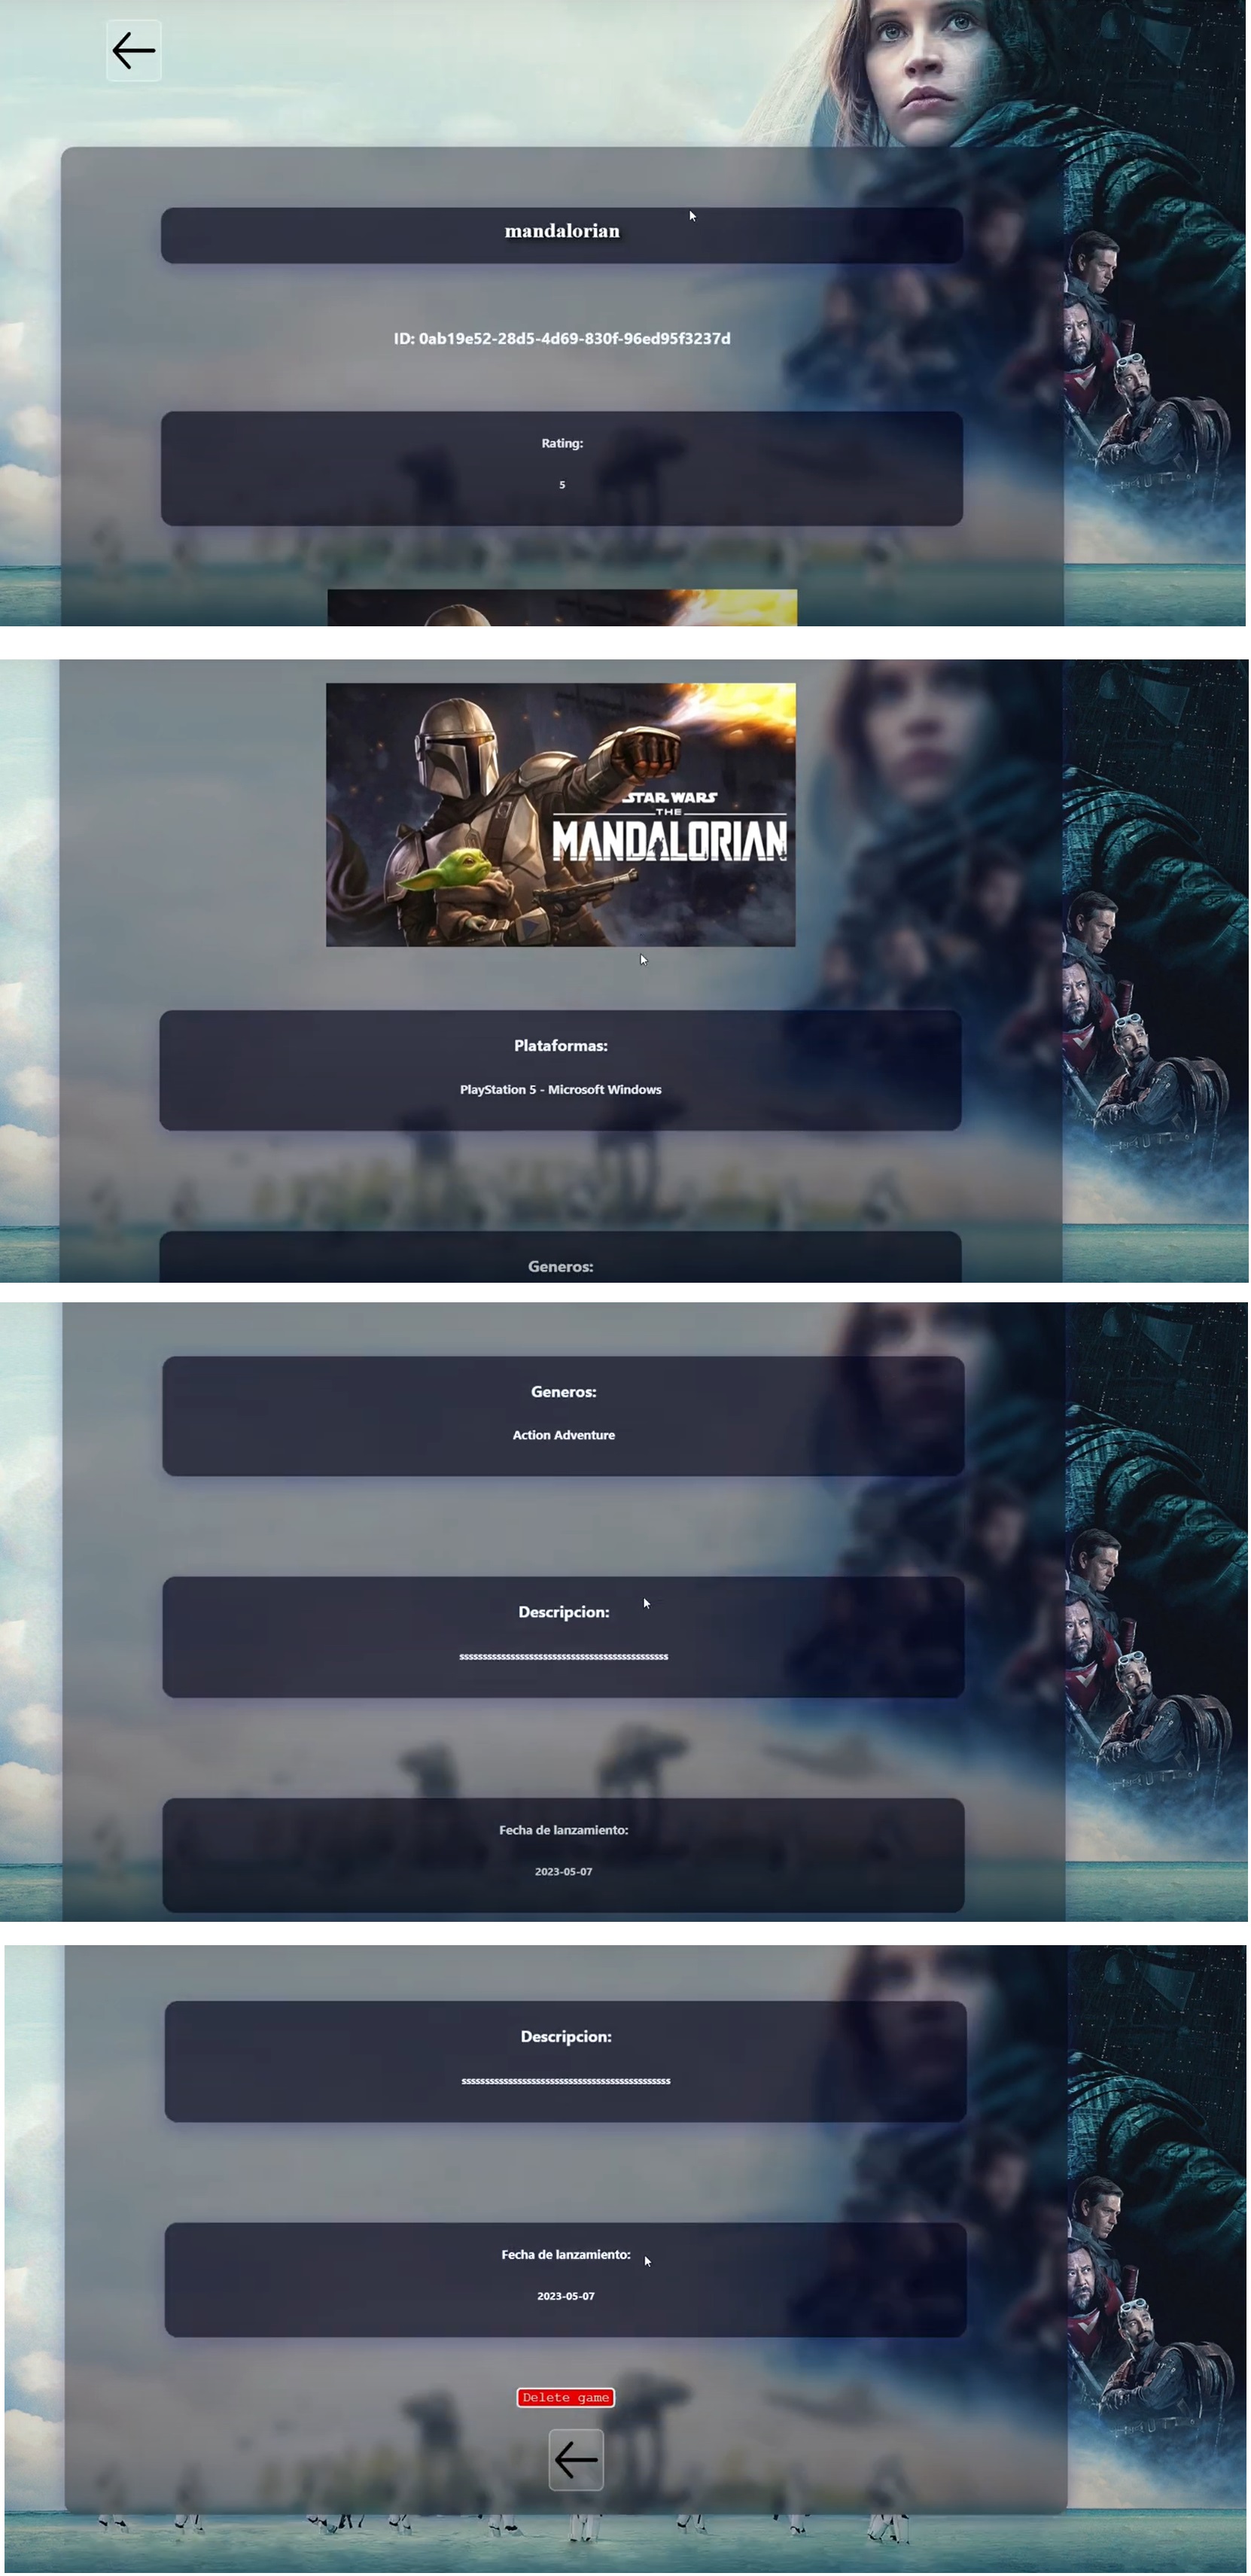 mandalorian
ID: 0ab19e52-28d5-4d69-830f-96ed95f3237d
Rating:
5
STAR WARS
THE
MANDALORIAN
Plataformas:
PlayStation 5 - Microsoft Windows
Generos:
Generos:
Action Adventure
Descripcion:
sssssssssssssssssssssssssssssssssssssssssssss
Fecha de lanzamiento:
2023-05-07
Descripcion:
sssssssssssssssssssssssssssssssssssssssssssss
Fecha de lanzamiento:
2023-05-07
Delete game